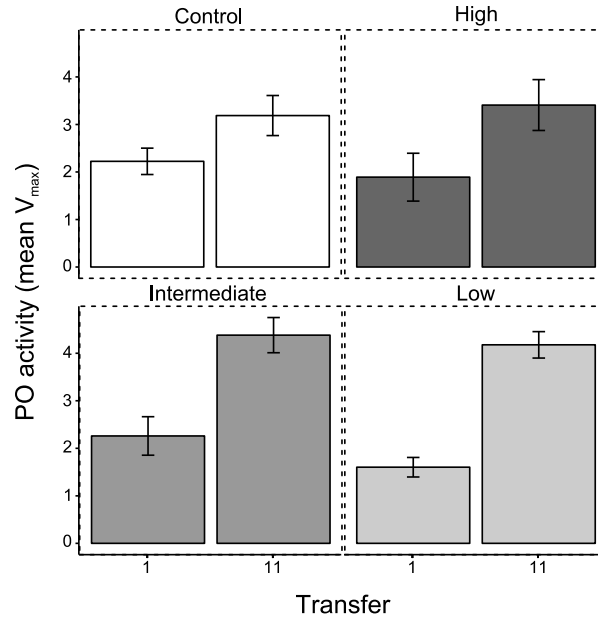 Control
High
4
3
2
1
0
Intermediate
Low
4
3
2
1
0
1
11
1
11
PO activity (mean Vmax)
Transfer